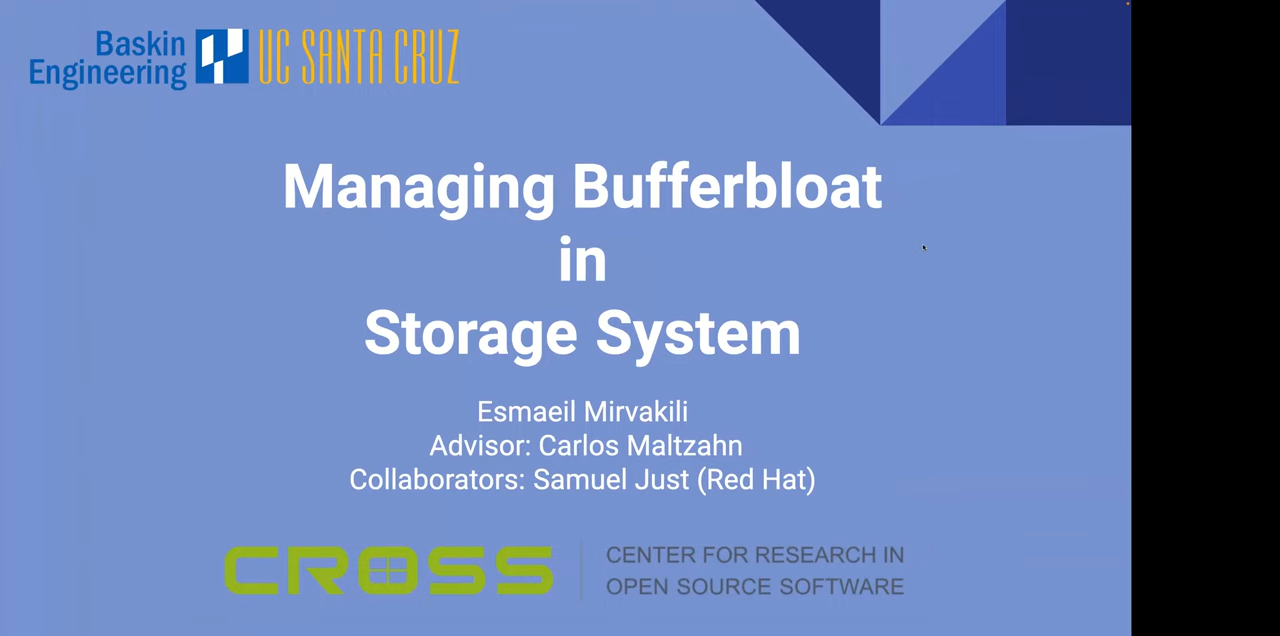 Baskin
Engineering
UC SANTA CRUZ
Managing Bufferbloat
in
Storage System
Esmaeil Mirvakili
Advisor: Carlos Maltzahn
Collaborators: Samuel Just (Red Hat)
CROSS
CENTER FOR RESEARCH IN
OPEN SOURCE SOFTWARE